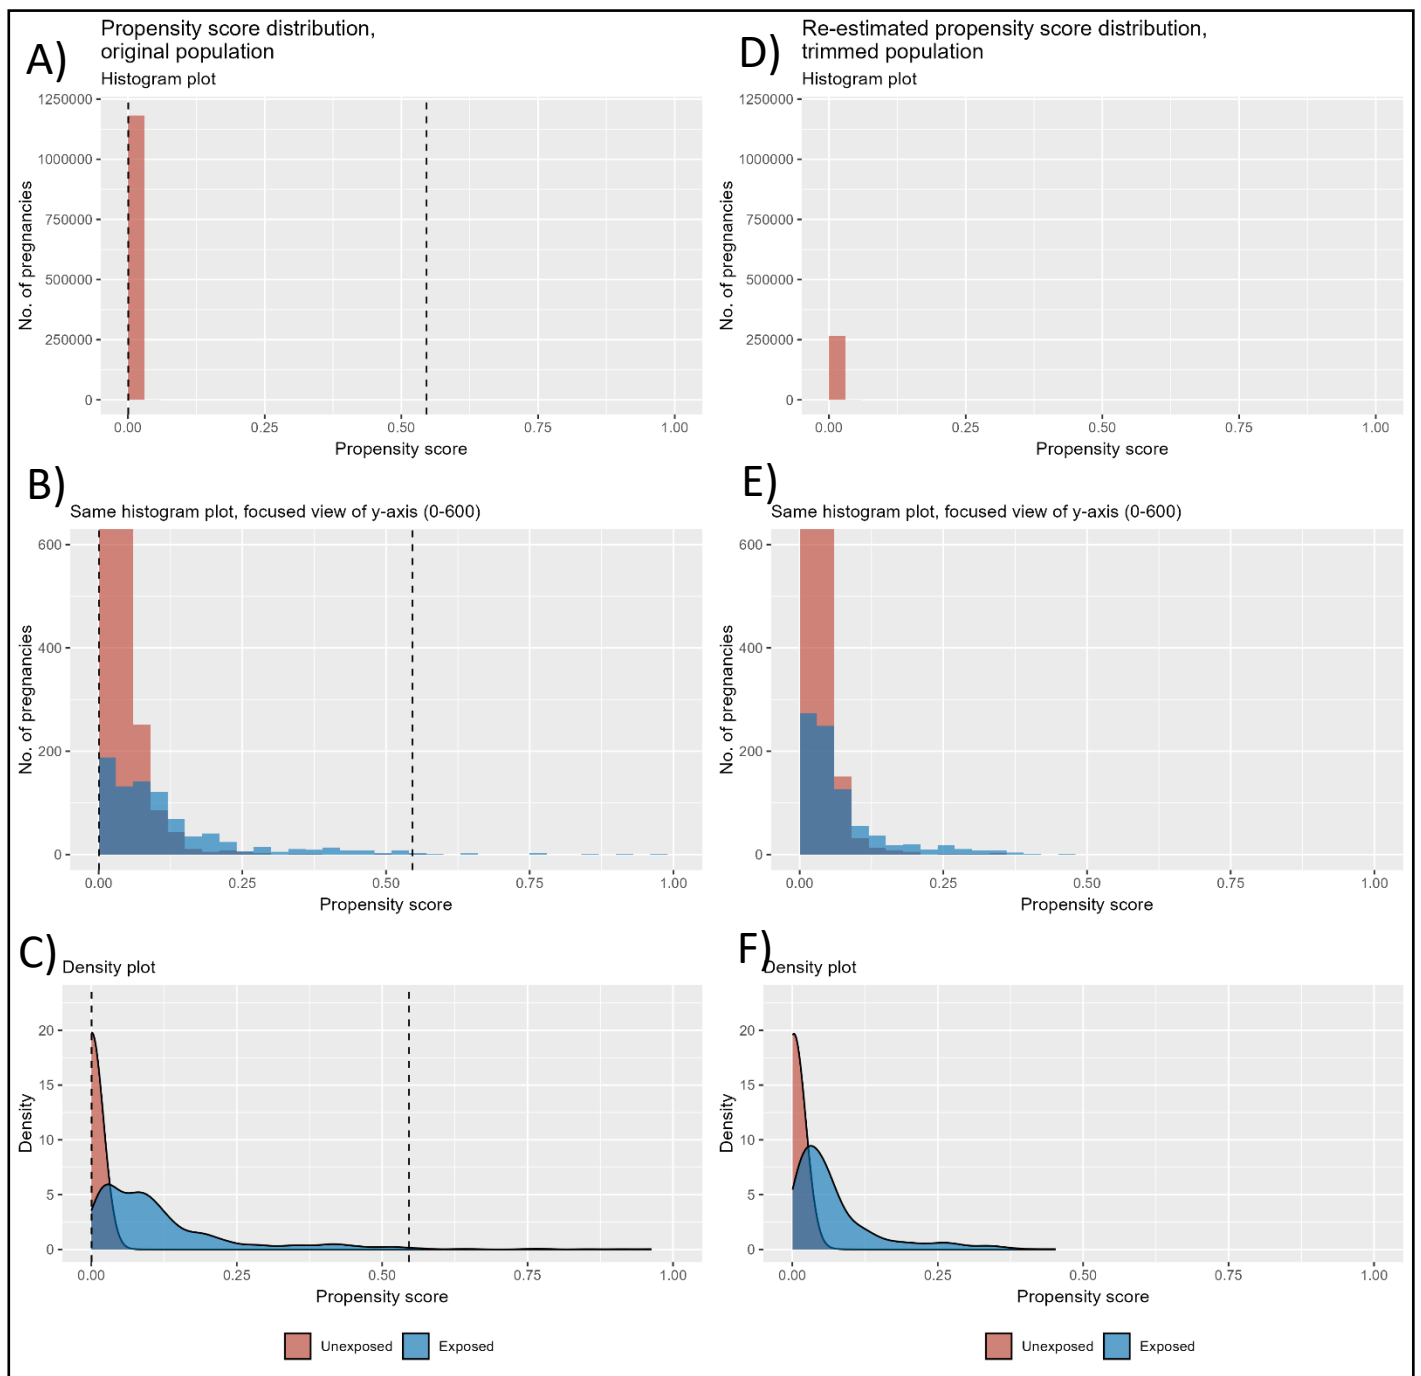 A)
Propensity score distribution,
original population
Histogram plot
1250000
1000000
750000
500000
250000
0
No. of pregnancies
0.00 0.25 0.50 0.75 1.00
Propensity score
D)
Re-estimated propensity score distribution,
trimmed population
Histogram plot
1250000
1000000
750000
500000
250000
0
No. of pregnancies
0.00 0.25 0.50 0.75 1.00
Propensity score
B)
Same histogram plot, focused view of y-axis (0-600)
600
400
200
0
No. of pregnancies
0.00 0.25 0.50 0.75 1.00
Propensity score
E)
Same histogram plot, focused view of y-axis (0-600)
600
400
200
0
No. of pregnancies
0.00 0.25 0.50 0.75 1.00
Propensity score
C)
Density plot
20
15
10
5
0
Density
0.00 0.25 0.50 0.75 1.00
Propensity score
Unexposed Exposed
F)
Density plot
20
15
10
5
0
Density
0.00 0.25 0.50 0.75 1.00
Propensity score
Unexposed Exposed